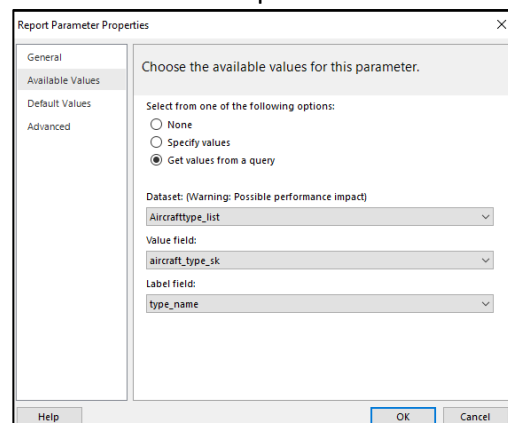 Report Parameter Properties
General
Available Values
Default Values
Advanced
Choose the available values for this parameter.
Select from one of the following options:
None
Specify values
Get values from a query
Dataset: (Warning: Possible performance impact)
Aircrafttype_list
Value field:
aircraft_type_sk
Label field:
type_name
Help
OK
Cancel